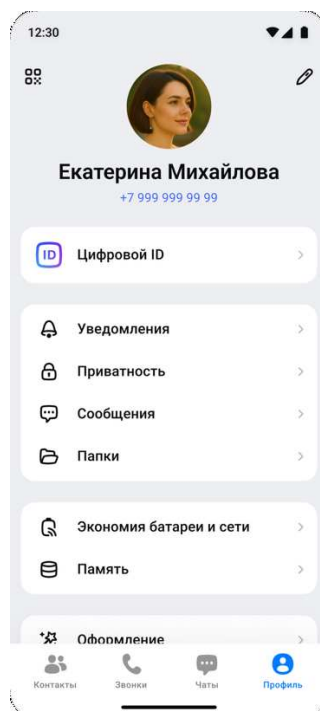 12:30
Екатерина Михайлова
+7 999 999 99 99
ID Цифровой ID
Уведомления
Приватность
Сообщения
Папки
Экономия батареи и сети
Память
Оформление
Контакты Звонки Чаты Профиль